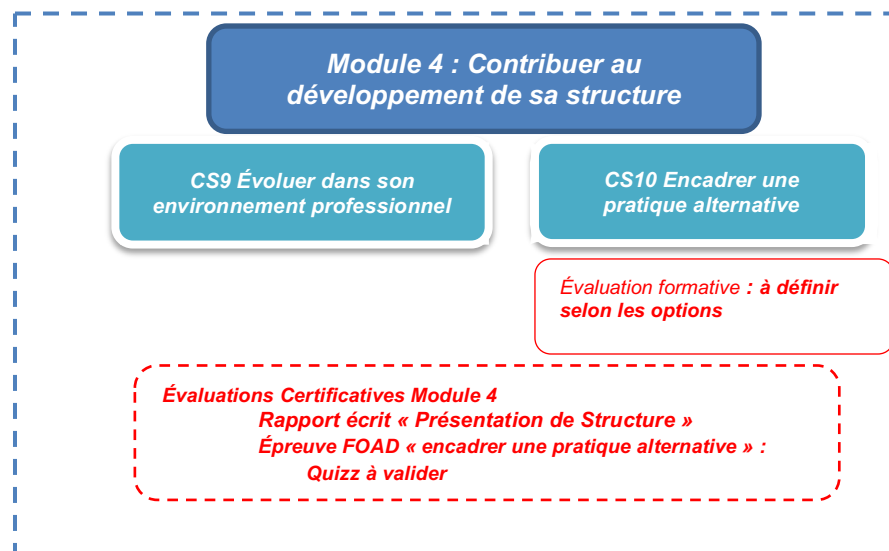 Module 4 : Contribuer au
développement de sa structure
CS9 Évoluer dans son
environnement professionnel
CS10 Encadrer une
pratique alternative
Évaluation formative : à définir
selon les options
Évaluations Certificatives Module 4
Rapport écrit « Présentation de Structure »
Épreuve FOAD « encadrer une pratique alternative » :
Quizz à valider